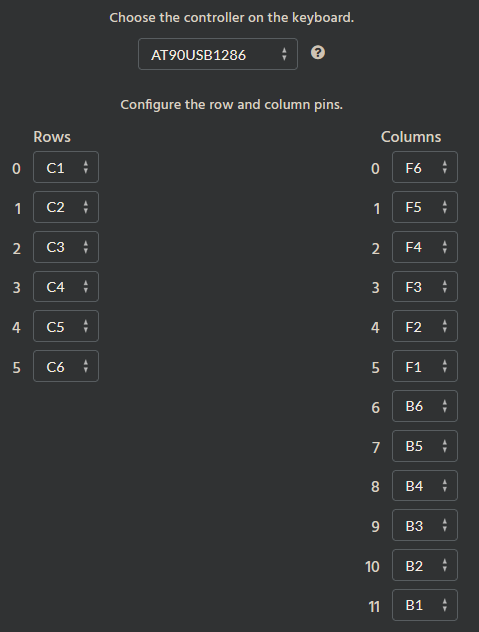 Choose the controller on the keyboard.
AT90USB1286 ?
Configure the row and column pins.
Rows Columns
0 C1 0 F6
1 C2 1 F5
2 C3 2 F4
3 C4 3 F3
4 C5 4 F2
5 C6 5 F1
6 B6
7 B5
8 B4
9 B3
10 B2
11 B1